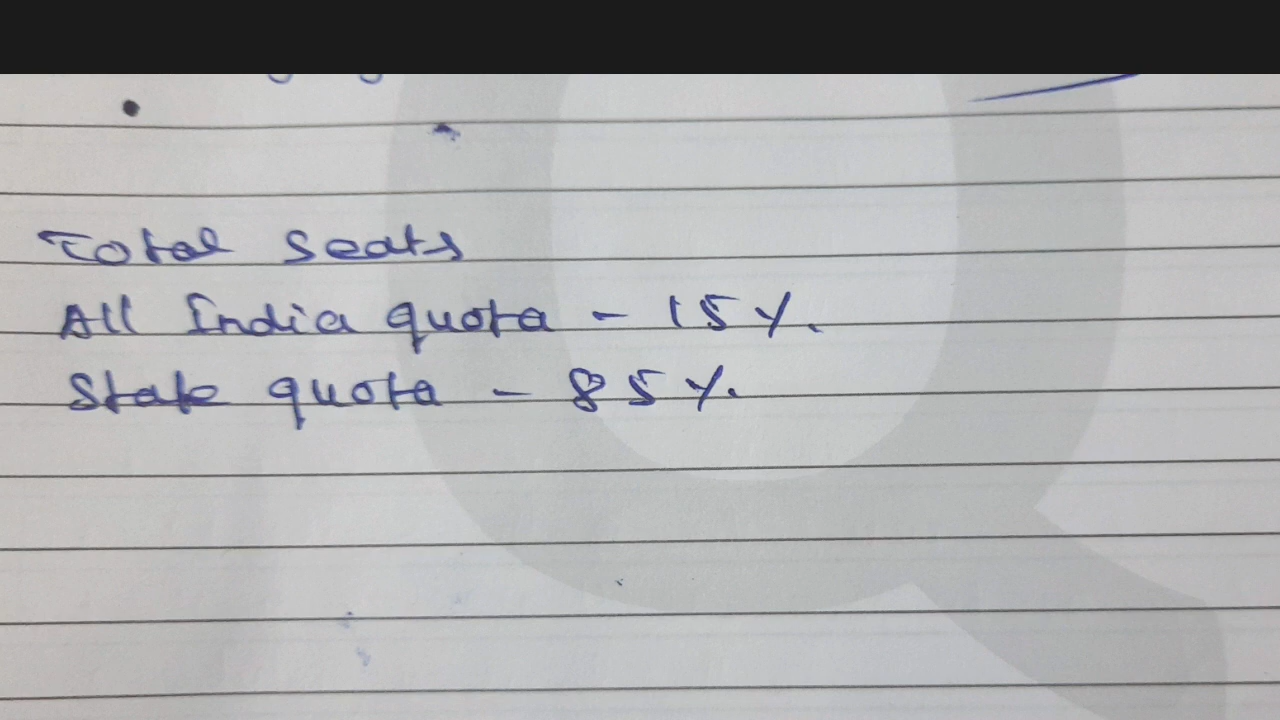 Total seats
All India quota - 15%.
State quota - 85%.